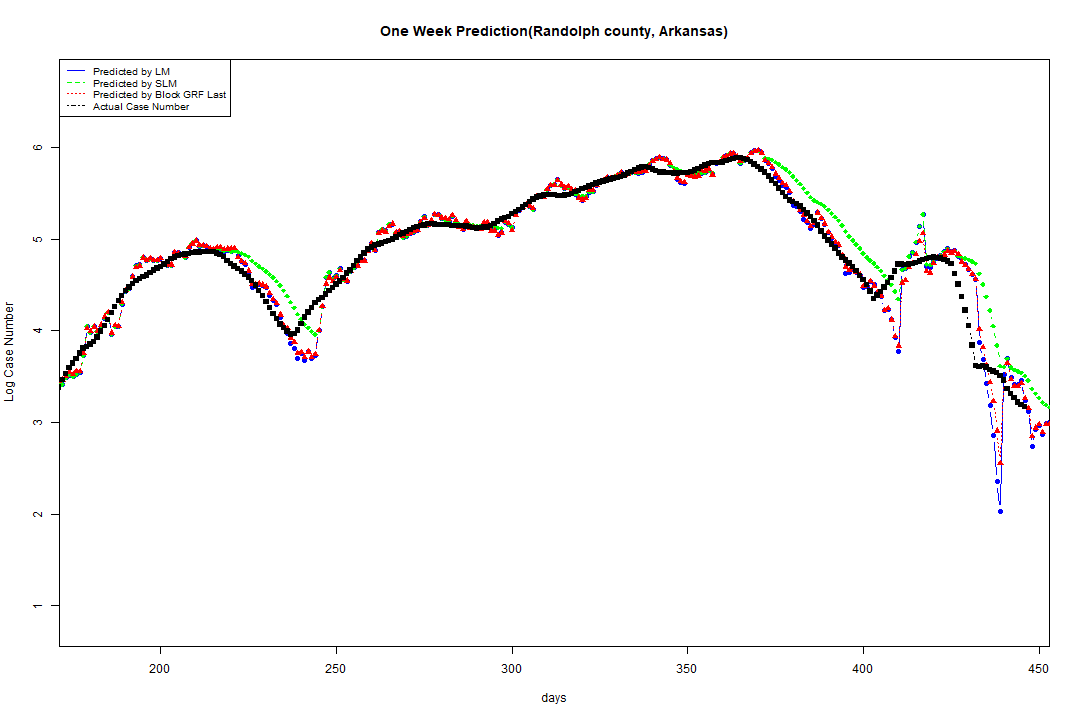 One Week Prediction(Randolph county, Arkansas)
Predicted by LM
Predicted by SLM
Predicted by Block GRF Last
Actual Case Number
6
5
4
3
2
1
Log Case Number
200 250 300 350 400 450
days